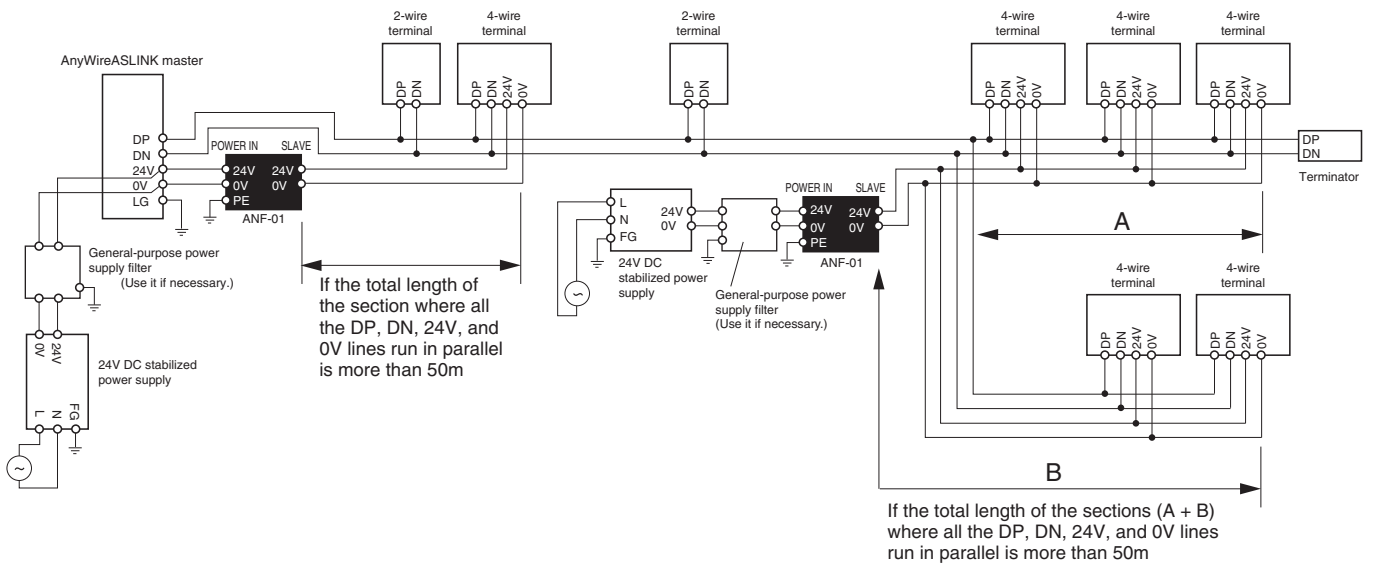 2-wire
terminal
4-wire
terminal
2-wire
terminal
4-wire
terminal
4-wire
terminal
4-wire
terminal
AnyWireASLINK master
DP
DN
DP
DN
24V
0V
DP
DN
DP
DN
24V
0V
DP
DN
24V
0V
DP
DN
24V
0V
DP
DN
24V
0V
LG
POWER IN
SLAVE
24V
0V
PE
24V
0V
ANF-01
DP
DN
Terminator
General-purpose power
supply filter
(Use it if necessary.)
If the total length of
the section where all
the DP, DN, 24V, and
0V lines run in parallel
is more than 50m
0V
24V
24V DC stabilized
power supply
L
N
FG
~
~
L
N
FG
24V
0V
24V DC
stabilized power
supply
General-purpose power
supply filter
(Use it if necessary.)
POWER IN
SLAVE
24V
0V
PE
24V
0V
ANF-01
A
4-wire
terminal
4-wire
terminal
DP
DN
24V
0V
DP
DN
24V
0V
B
If the total length of the sections (A + B)
where all the DP, DN, 24V, and 0V lines
run in parallel is more than 50m